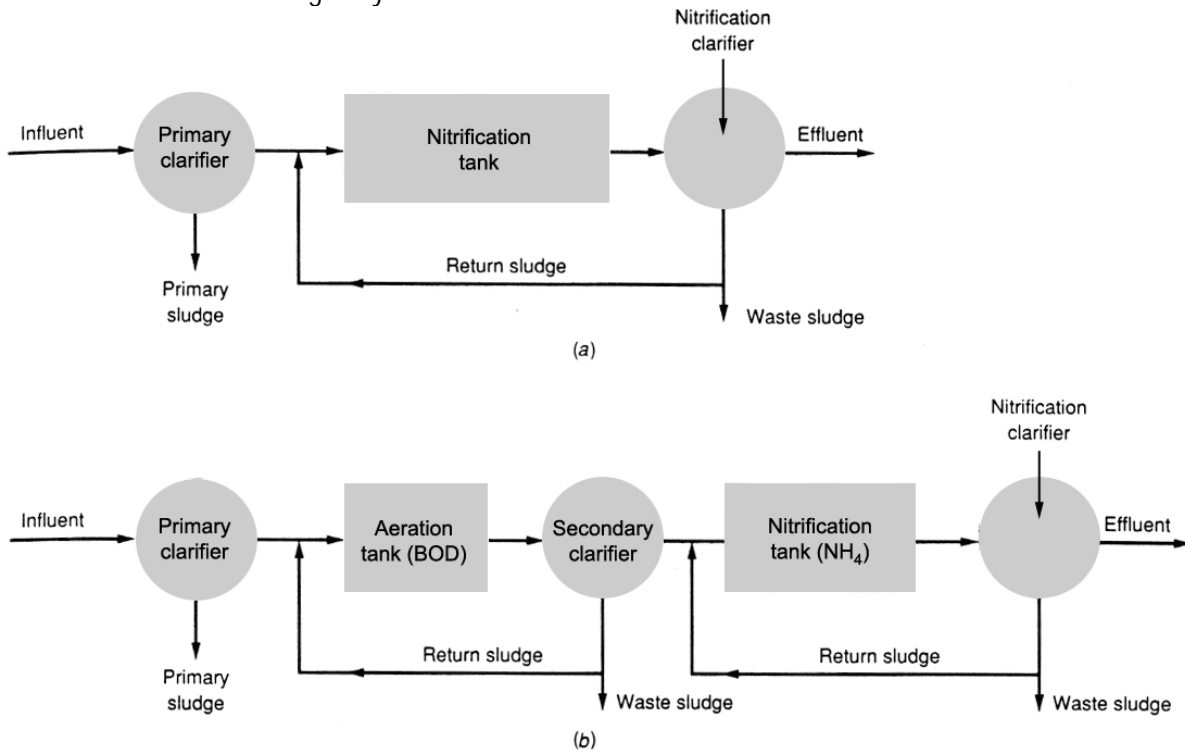 Nitrification
clarifier
Influent
Primary
clarifier
Nitrification
tank
Effluent
Return sludge
Primary
sludge
Waste sludge
(a)
Nitrification
clarifier
Influent
Primary
clarifier
Aeration
tank (BOD)
Secondary
clarifier
Nitrification
tank (NH₄)
Effluent
Return sludge
Return sludge
Primary
sludge
Waste sludge
Waste sludge
(b)